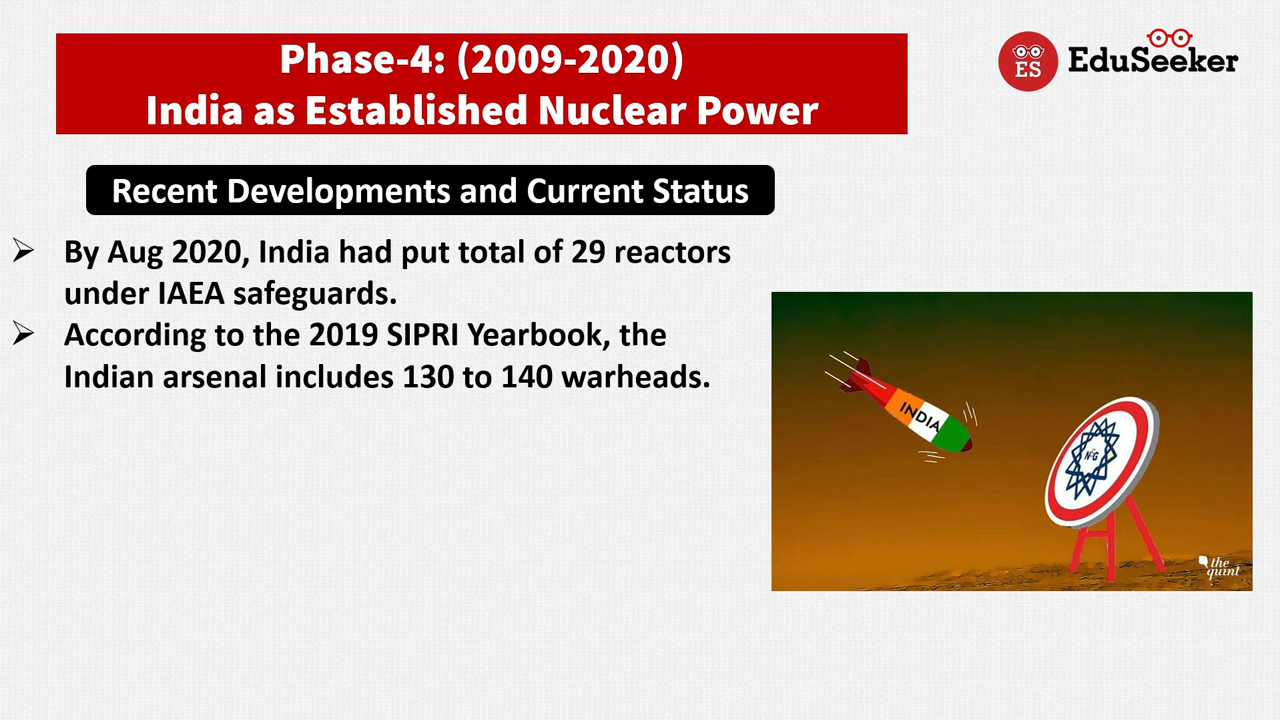 Phase-4: (2009-2020)
India as Established Nuclear Power
ES
EduSeeker
Recent Developments and Current Status
By Aug 2020, India had put total of 29 reactors
under IAEA safeguards.
According to the 2019 SIPRI Yearbook, the
Indian arsenal includes 130 to 140 warheads.
INDIA
NSG
the
quint